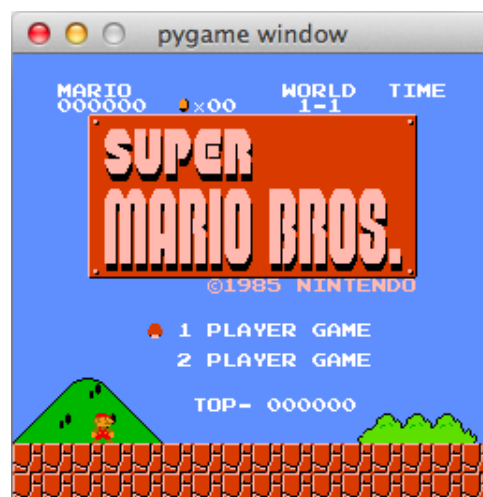 pygame window
MARIO WORLD TIME
000000 ×00 1-1
SUPER
MARIO BROS.
©1985 NINTENDO
1 PLAYER GAME
2 PLAYER GAME
TOP- 000000